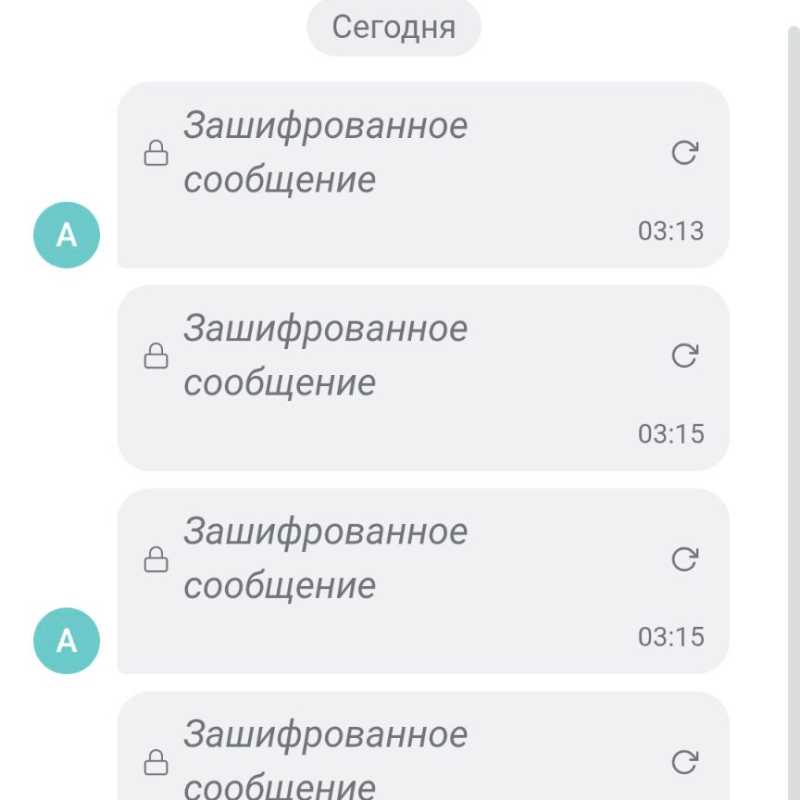 Сегодня
Зашифрованное
сообщение
03:13
A
Зашифрованное
сообщение
03:15
Зашифрованное
сообщение
03:15
A
Зашифрованное
сообщение